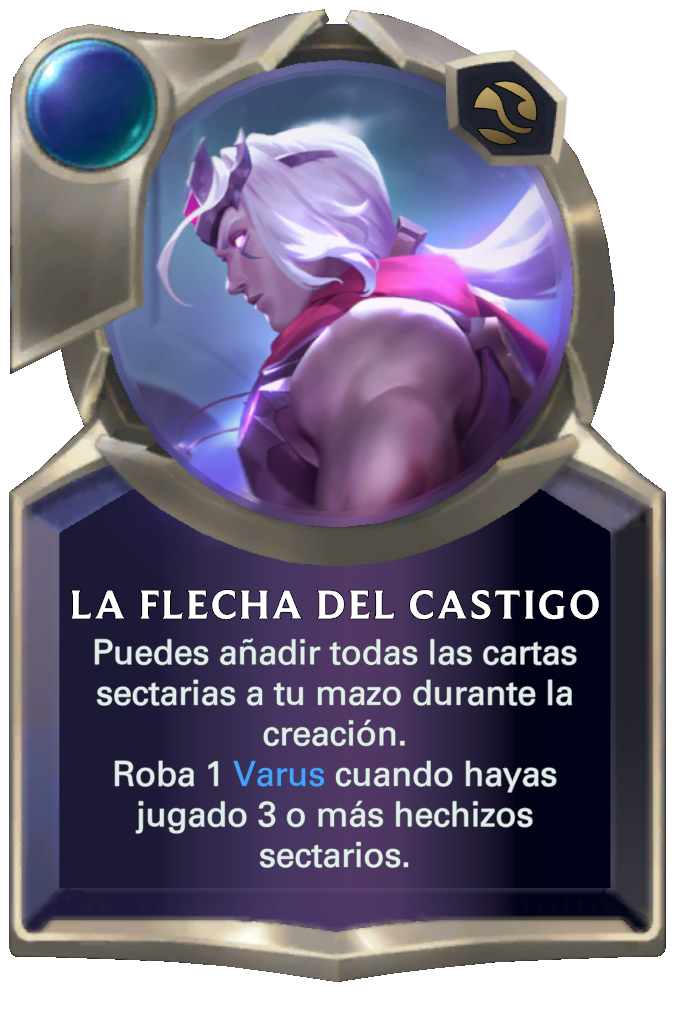 LA FLECHA DEL CASTIGO
Puedes añadir todas las cartas
sectarias a tu mazo durante la
creación.
Roba 1 Varus cuando hayas
jugado 3 o más hechizos
sectarios.